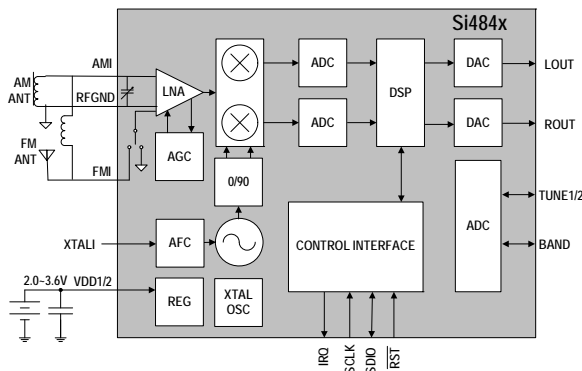 Si484x
AMI
AM
ANT
RFGND
LNA
ADC
DSP
DAC
LOUT
ADC
DAC
ROUT
FM
ANT
FMI
AGC
0/90
ADC
TUNE1/2
BAND
XTALI
AFC
CONTROL INTERFACE
2.0–3.6V VDD1/2
REG
XTAL
OSC
IRQ
SCLK
SDIO
RST